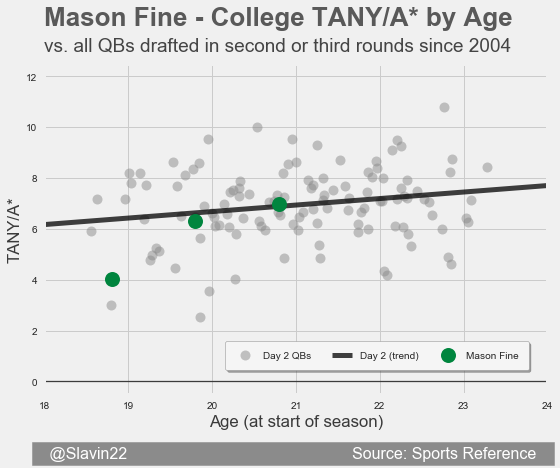 Mason Fine - College TANY/A* by Age
vs. all QBs drafted in second or third rounds since 2004
12
10
8
6
4
2
0
TANY/A*
Day 2 QBs
Day 2 (trend)
Mason Fine
18
19
20
21
22
23
24
Age (at start of season)
@Slavin22
Source: Sports Reference